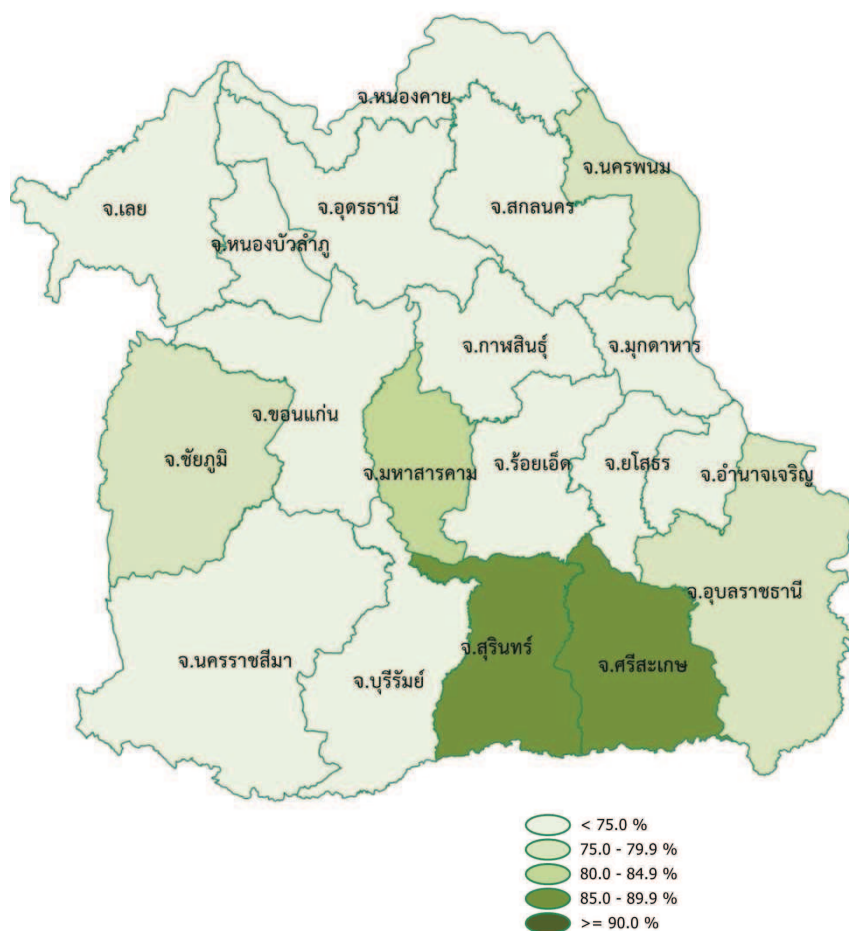 จ.หนองคาย
จ.นครพนม
จ.เลย
จ.อุดรธานี
จ.สกลนคร
จ.หนองบัวลำภู
จ.กาฬสินธุ์
จ.มุกดาหาร
จ.ขอนแก่น
จ.ชัยภูมิ
จ.มหาสารคาม
จ.ร้อยเอ็ด
จ.ยโสธร
จ.อำนาจเจริญ
จ.อุบลราชธานี
จ.สุรินทร์
จ.นครราชสีมา
จ.ศรีสะเกษ
จ.บุรีรัมย์
< 75.0 %
75.0 - 79.9 %
80.0 - 84.9 %
85.0 - 89.9 %
>= 90.0 %